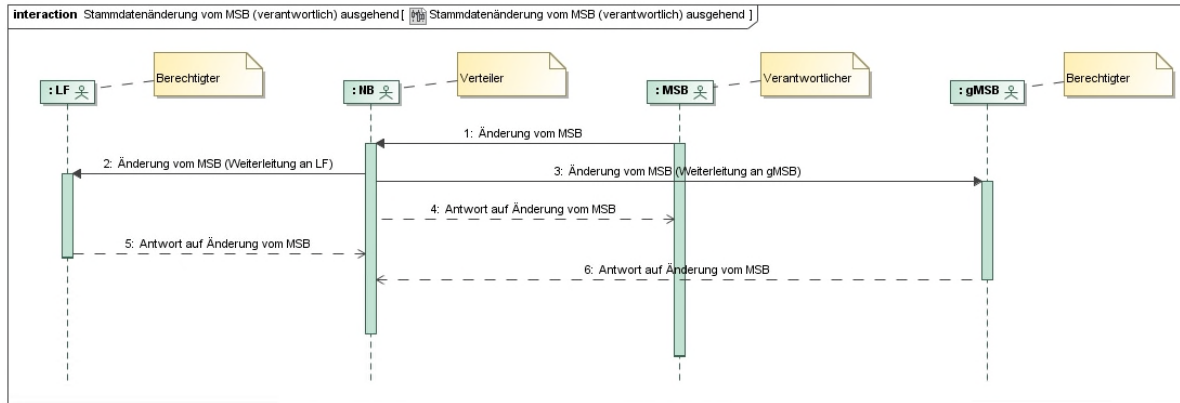 interaction Stammdatenänderung vom MSB (verantwortlich) ausgehend [ Stammdatenänderung vom MSB (verantwortlich) ausgehend ]
Berechtigter
Verteiler
Verantwortlicher
Berechtigter
: LF
: NB
: MSB
: gMSB
1: Änderung vom MSB
2: Änderung vom MSB (Weiterleitung an LF)
3: Änderung vom MSB (Weiterleitung an gMSB)
4: Antwort auf Änderung vom MSB
5: Antwort auf Änderung vom MSB
6: Antwort auf Änderung vom MSB